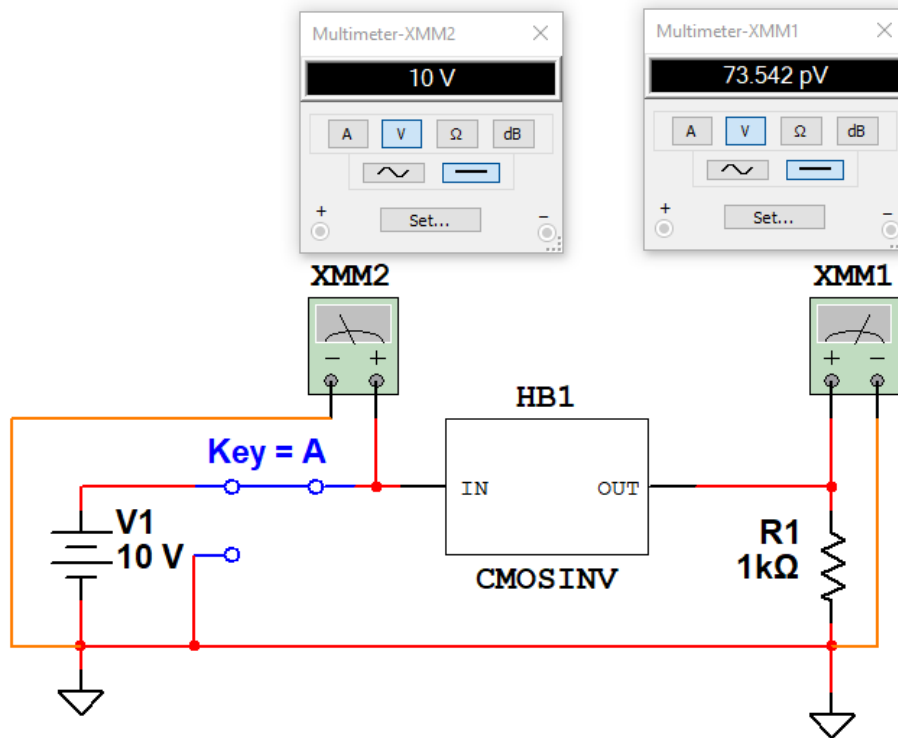 Multimeter-XMM2
10 V
A V Ω dB
+ Set... -
Multimeter-XMM1
73.542 pV
A V Ω dB
+ Set... -
XMM2
XMM1
HB1
Key = A
IN OUT
V1
10 V
R1
1kΩ
CMOSINV